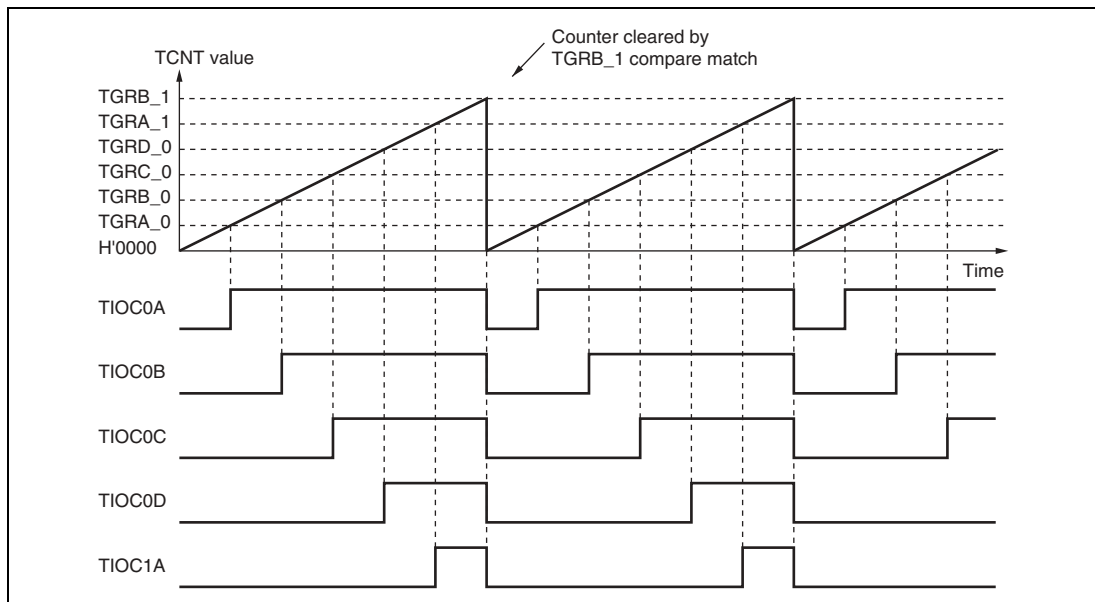 Counter cleared by
TGRB_1 compare match
TCNT value
TGRB_1
TGRA_1
TGRD_0
TGRC_0
TGRB_0
TGRA_0
H'0000
Time
TIOC0A
TIOC0B
TIOC0C
TIOC0D
TIOC1A